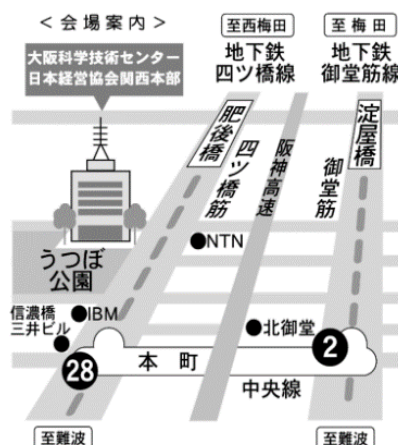 ＜会場案内＞
大阪科学技術センター
日本経営協会関西本部
至西梅田
地下鉄
四ツ橋線
至梅田
地下鉄
御堂筋線
肥後橋
四ツ橋筋
阪神高速
御堂筋
淀屋橋
うつぼ
公園
●NTN
信濃橋
三井ビル
●IBM
●北御堂
28
本町
2
中央線
至難波
至難波